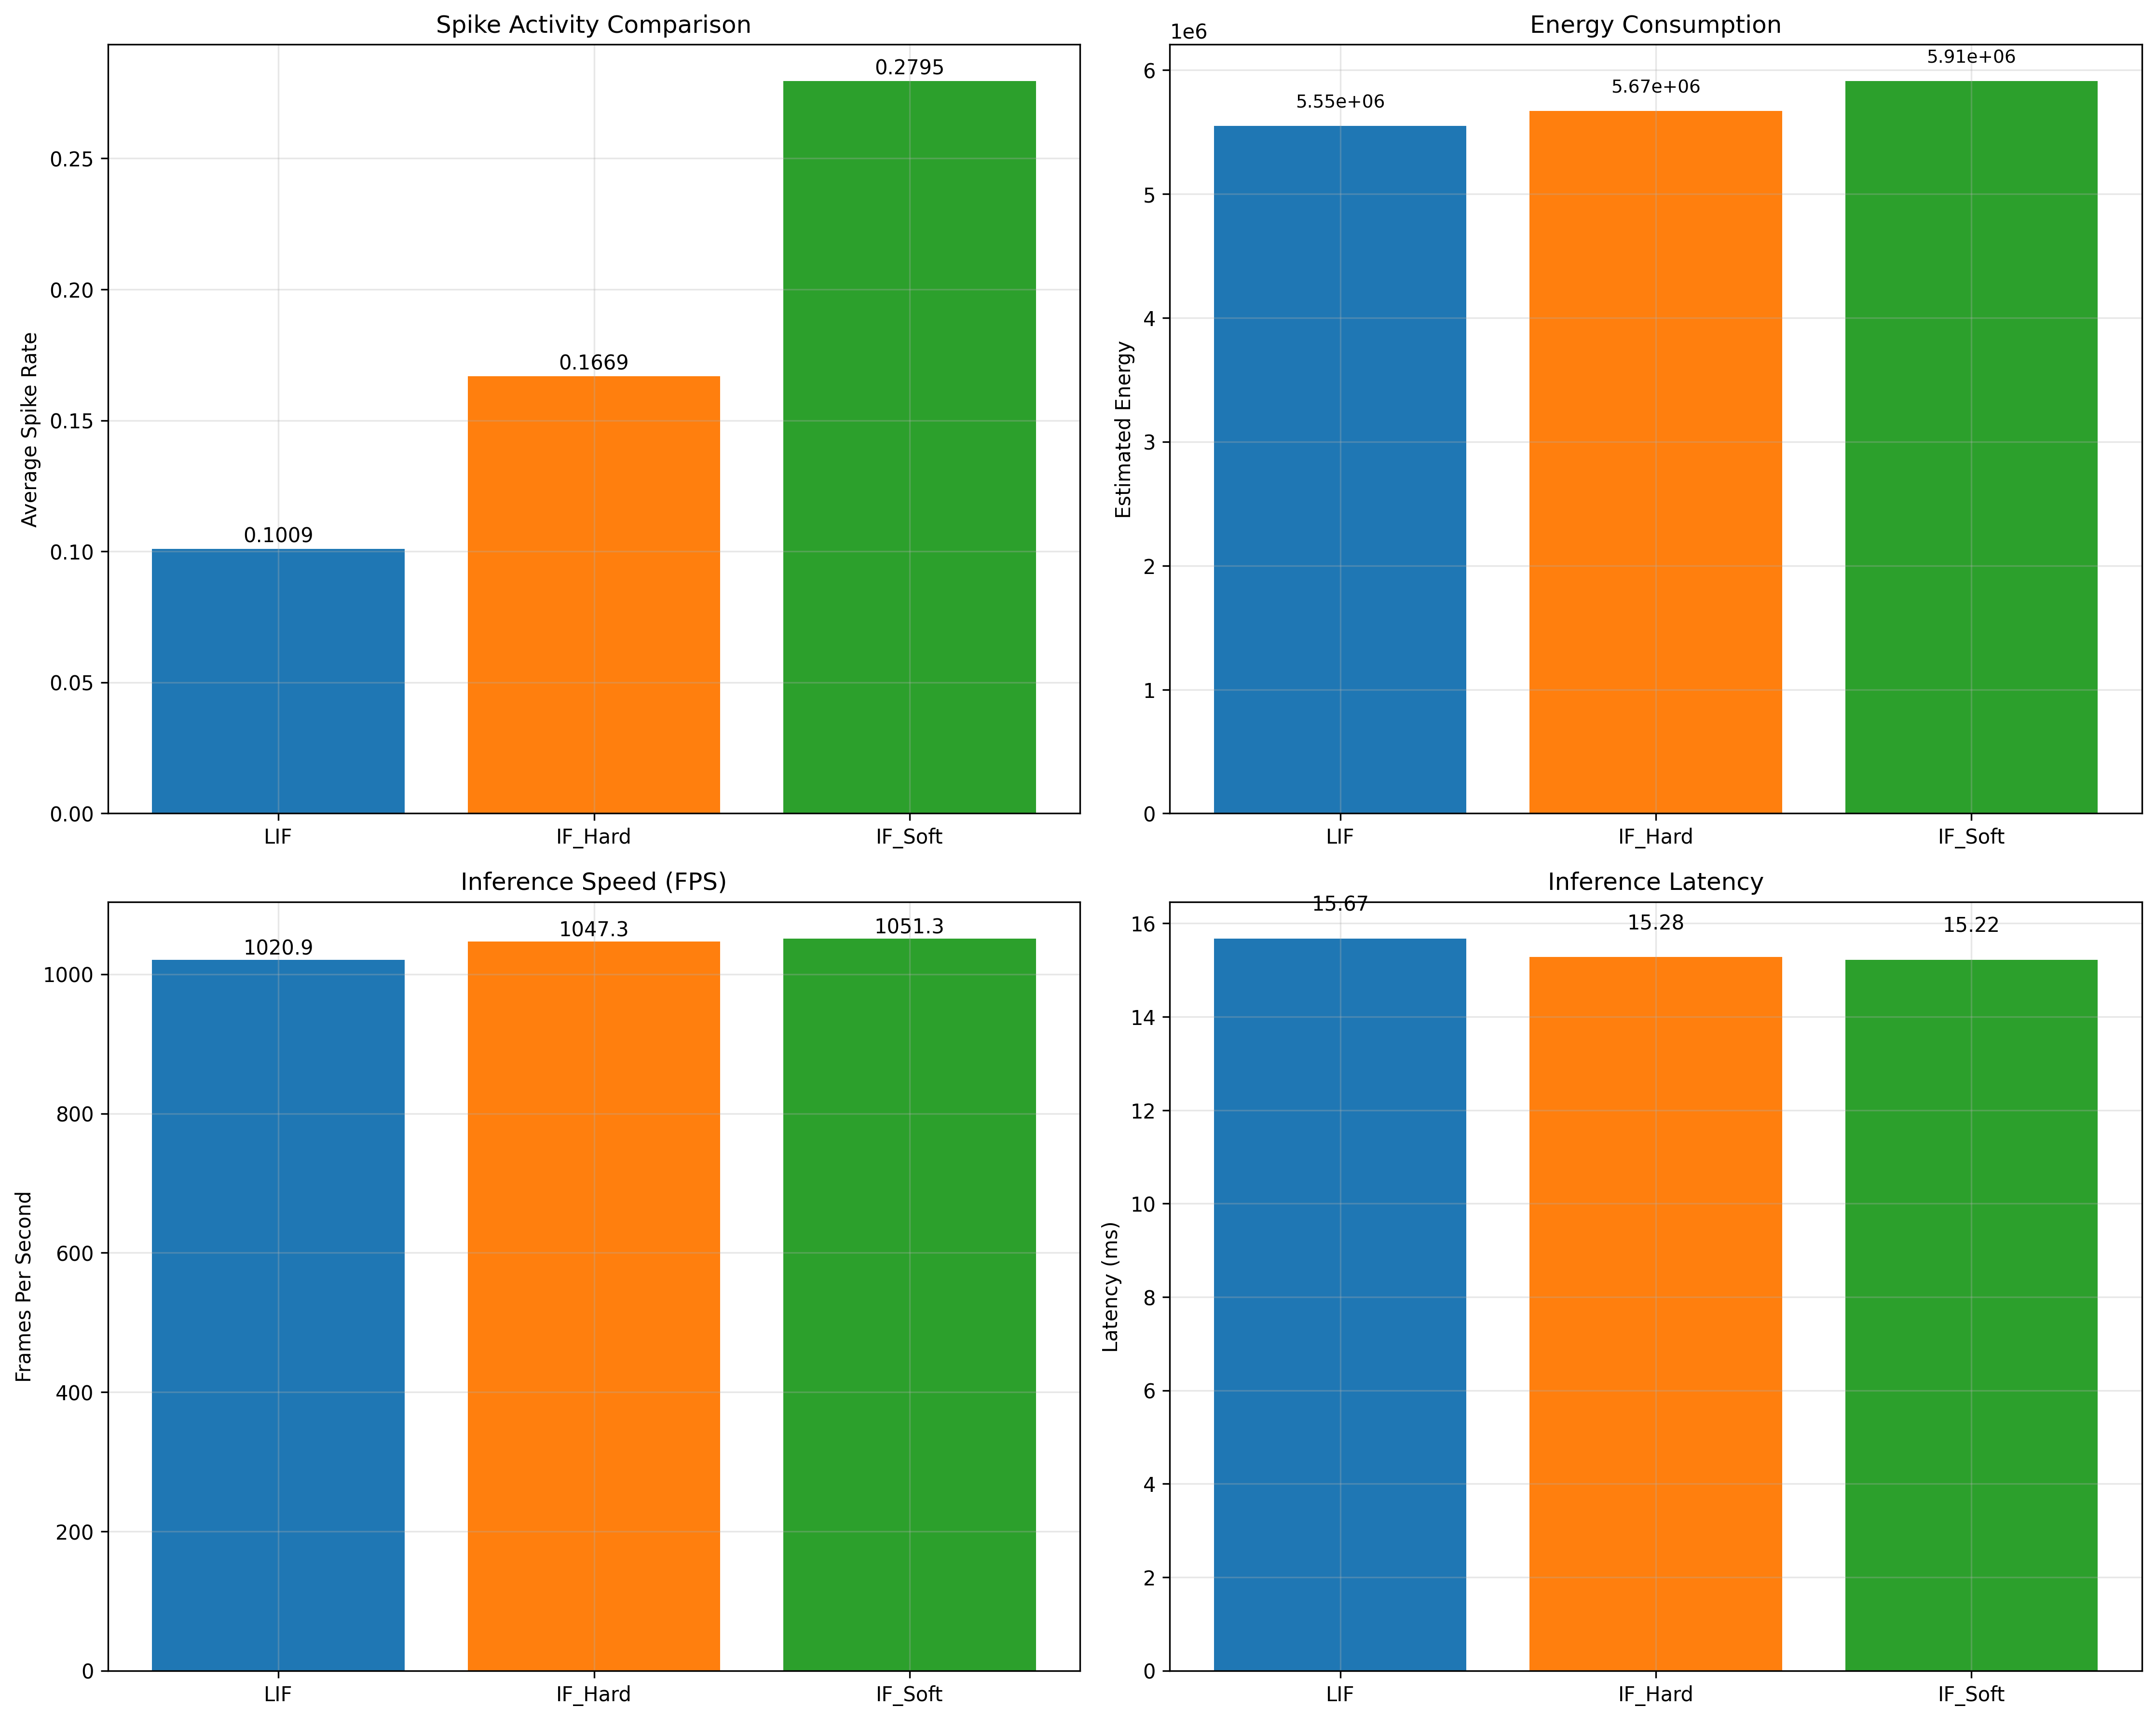 Spike Activity Comparison
Average Spike Rate
0.25
0.20
0.15
0.10
0.05
0.00
0.1009
0.1669
0.2795
LIF
IF_Hard
IF_Soft
Energy Consumption
1e6
Estimated Energy
6
5
4
3
2
1
0
5.55e+06
5.67e+06
5.91e+06
LIF
IF_Hard
IF_Soft
Inference Speed (FPS)
Frames Per Second
1000
800
600
400
200
0
1020.9
1047.3
1051.3
LIF
IF_Hard
IF_Soft
Inference Latency
Latency (ms)
16
14
12
10
8
6
4
2
0
15.67
15.28
15.22
LIF
IF_Hard
IF_Soft